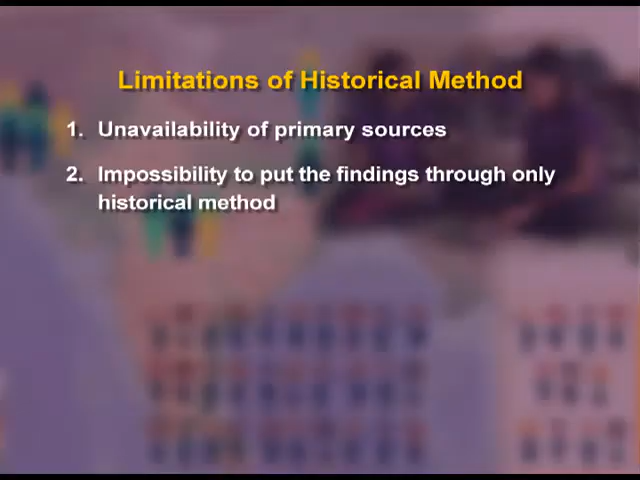 Limitations of Historical Method
1. Unavailability of primary sources
2. Impossibility to put the findings through only
historical method